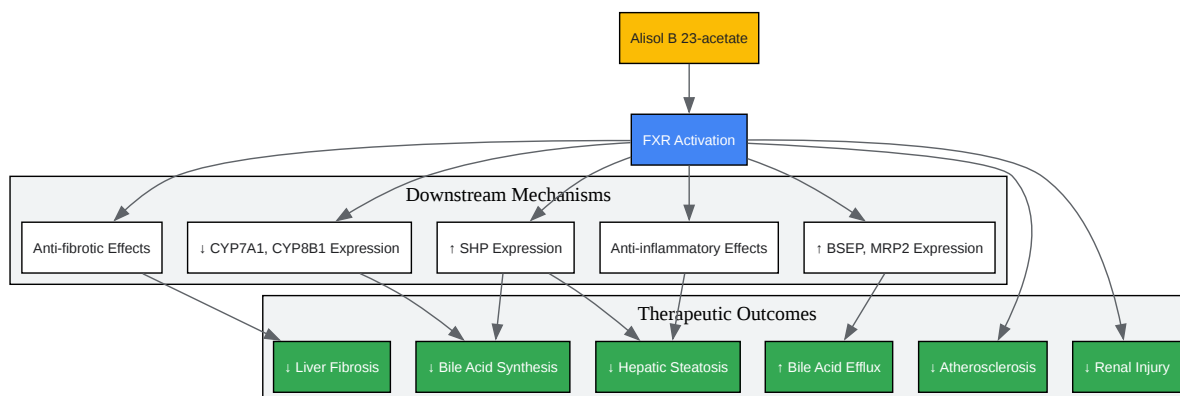 Alisol B 23-acetate
FXR Activation
Downstream Mechanisms
Anti-fibrotic Effects
↓ CYP7A1, CYP8B1 Expression
↑ SHP Expression
Anti-inflammatory Effects
↑ BSEP, MRP2 Expression
Therapeutic Outcomes
↓ Liver Fibrosis
↓ Bile Acid Synthesis
↓ Hepatic Steatosis
↑ Bile Acid Efflux
↓ Atherosclerosis
↓ Renal Injury